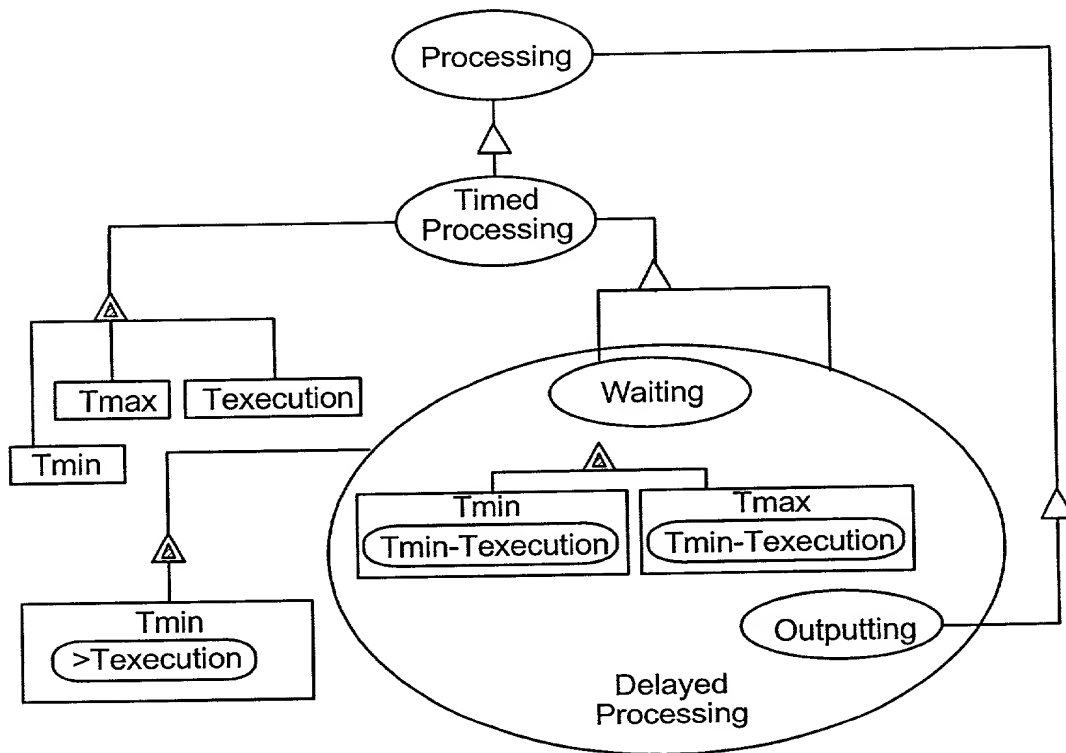 Processing
Timed
Processing
Tmax
Texecution
Tmin
Waiting
Tmin
Tmin-Texecution
Tmax
Tmin-Texecution
Tmin
>Texecution
Outputting
Delayed
Processing